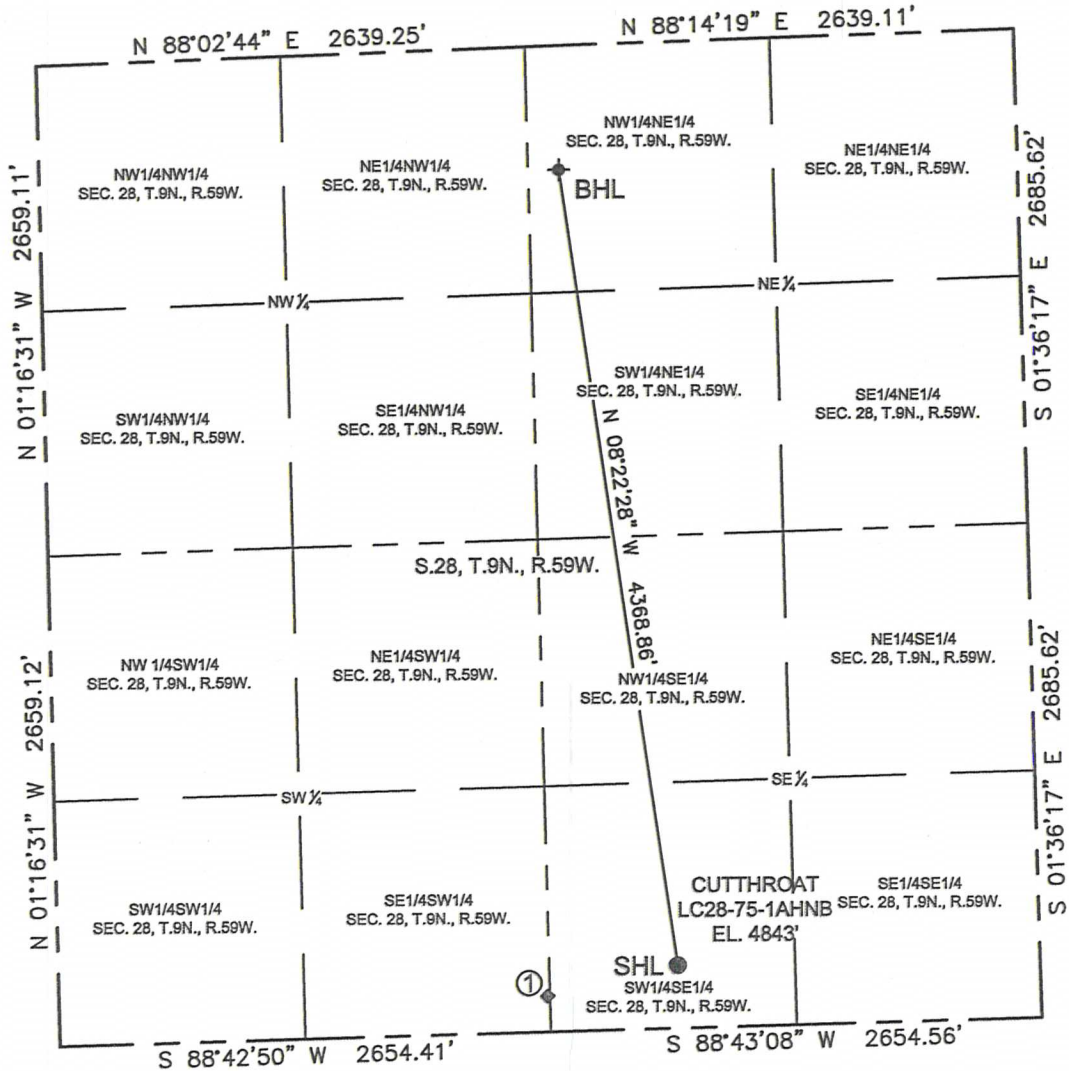 N 88°02'44" E 2639.25'
N 88°14'19" E 2639.11'
NW1/4NW1/4
SEC. 28, T.9N., R.59W.
NE1/4NW1/4
SEC. 28, T.9N., R.59W.
NW1/4NE1/4
SEC. 28, T.9N., R.59W.
NE1/4NE1/4
SEC. 28, T.9N., R.59W.
BHL
N 01°16'31" W 2659.11'
S 01°36'17" E 2685.62'
NW ¼
NE ¼
SW1/4NW1/4
SEC. 28, T.9N., R.59W.
SE1/4NW1/4
SEC. 28, T.9N., R.59W.
SW1/4NE1/4
SEC. 28, T.9N., R.59W.
SE1/4NE1/4
SEC. 28, T.9N., R.59W.
N 08°22'28" W 4368.86'
S.28, T.9N., R.59W.
NW 1/4SW1/4
SEC. 28, T.9N., R.59W.
NE1/4SW1/4
SEC. 28, T.9N., R.59W.
NW1/4SE1/4
SEC. 28, T.9N., R.59W.
NE1/4SE1/4
SEC. 28, T.9N., R.59W.
N 01°16'31" W 2659.12'
S 01°36'17" E 2685.62'
SW ¼
SE ¼
SW1/4SW1/4
SEC. 28, T.9N., R.59W.
SE1/4SW1/4
SEC. 28, T.9N., R.59W.
CUTTHROAT
LC28-75-1AHNB
EL. 4843'
SE1/4SE1/4
SEC. 28, T.9N., R.59W.
SHL
SW1/4SE1/4
SEC. 28, T.9N., R.59W.
①
S 88°42'50" W 2654.41'
S 88°43'08" W 2654.56'